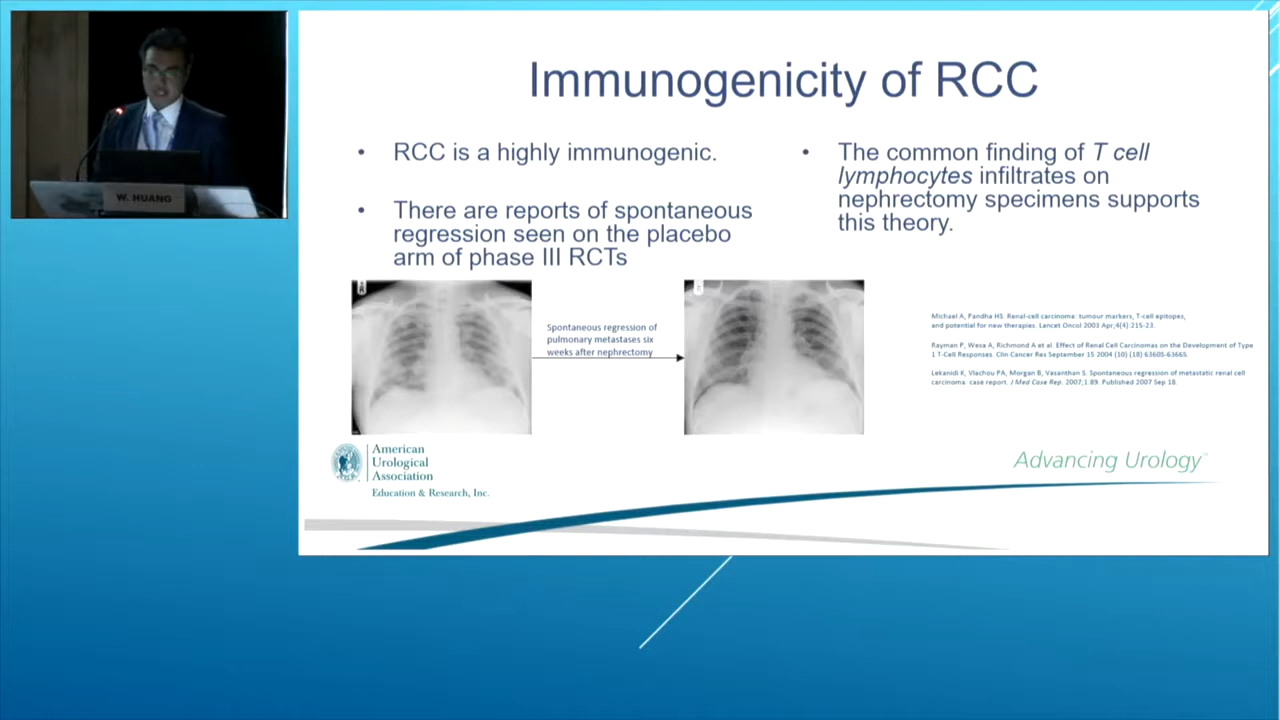 W. HUANG
Immunogenicity of RCC
• RCC is a highly immunogenic.
• There are reports of spontaneous
regression seen on the placebo
arm of phase III RCTs
• The common finding of T cell
lymphocytes infiltrates on
nephrectomy specimens supports
this theory.
Spontaneous regression of
pulmonary metastases six
weeks after nephrectomy
Michael A, Pandha HS. Renal-cell carcinoma: tumour markers, T-cell epitopes,
and potential for new therapies. Lancet Oncol 2003 Apr;4(4):215-23.
Rayman P, Wesa A, Richmond A et al. Effect of Renal Cell Carcinomas on the Development of Type
1 T-Cell Responses. Clin Cancer Res September 15 2004 (10) (18) 6360S-6366S.
Lekanidi K, Vlachou PA, Morgan B, Vasanthan S. Spontaneous regression of metastatic renal cell
carcinoma: case report. J Med Case Rep. 2007;1:89. Published 2007 Sep 18.
American
Urological
Association
Education & Research, Inc.
Advancing Urology™